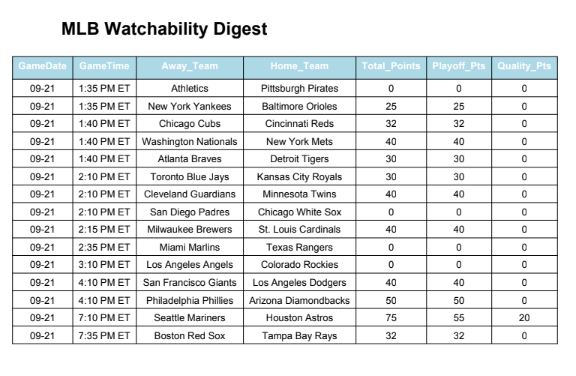 MLB Watchability Digest
GameDate GameTime Away_Team Home_Team Total_Points Playoff_Pts Quality_Pts
09-21 1:35 PM ET Athletics Pittsburgh Pirates 0 0 0
09-21 1:35 PM ET New York Yankees Baltimore Orioles 25 25 0
09-21 1:40 PM ET Chicago Cubs Cincinnati Reds 32 32 0
09-21 1:40 PM ET Washington Nationals New York Mets 40 40 0
09-21 1:40 PM ET Atlanta Braves Detroit Tigers 30 30 0
09-21 2:10 PM ET Toronto Blue Jays Kansas City Royals 30 30 0
09-21 2:10 PM ET Cleveland Guardians Minnesota Twins 40 40 0
09-21 2:10 PM ET San Diego Padres Chicago White Sox 0 0 0
09-21 2:15 PM ET Milwaukee Brewers St. Louis Cardinals 40 40 0
09-21 2:35 PM ET Miami Marlins Texas Rangers 0 0 0
09-21 3:10 PM ET Los Angeles Angels Colorado Rockies 0 0 0
09-21 4:10 PM ET San Francisco Giants Los Angeles Dodgers 40 40 0
09-21 4:10 PM ET Philadelphia Phillies Arizona Diamondbacks 50 50 0
09-21 7:10 PM ET Seattle Mariners Houston Astros 75 55 20
09-21 7:35 PM ET Boston Red Sox Tampa Bay Rays 32 32 0